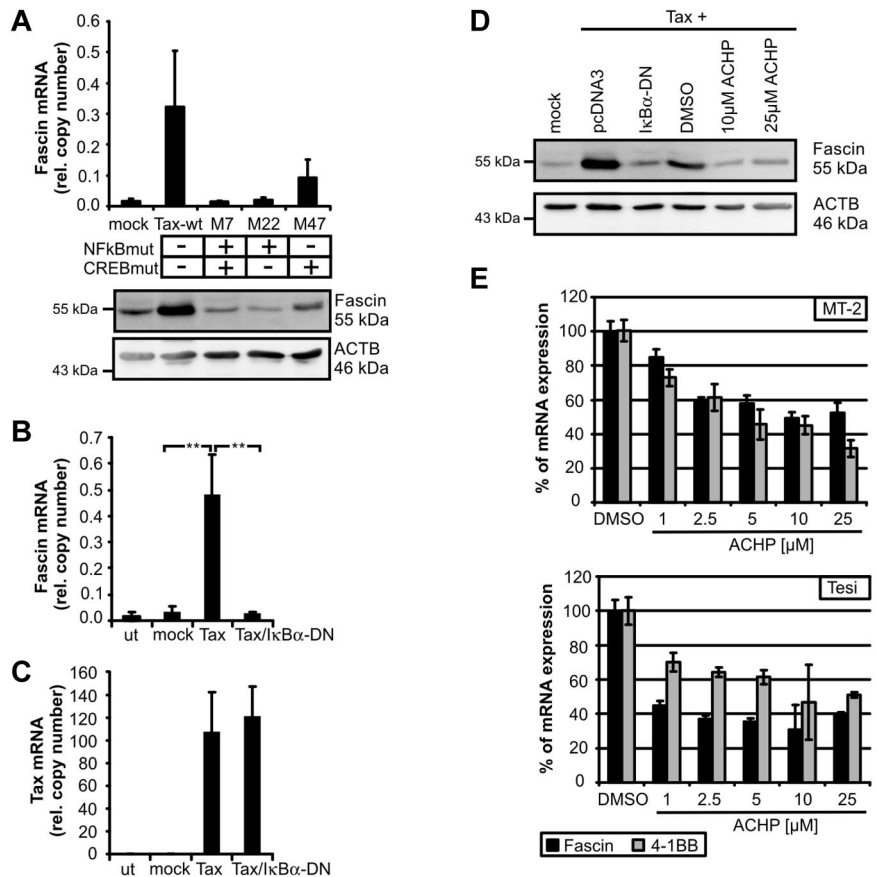 A
Fascin mRNA
(rel. copy number)
0.6
0.5
0.4
0.3
0.2
0.1
0.0
mock Tax-wt M7 M22 M47
NFkBmut - + + -
CREBmut - + - +
55 kDa
Fascin
55 kDa
43 kDa
ACTB
46 kDa
B
Fascin mRNA
(rel. copy number)
0.7
0.6
0.5
0.4
0.3
0.2
0.1
0.0
** **
ut mock Tax Tax/IκBα-DN
C
Tax mRNA
(rel. copy number)
160
140
120
100
80
60
40
20
0
ut mock Tax Tax/IκBα-DN
D
Tax +
mock
pcDNA3
IκBα-DN
DMSO
10µM ACHP
25µM ACHP
55 kDa
Fascin
55 kDa
43 kDa
ACTB
46 kDa
E
% of mRNA expression
120
100
80
60
40
20
0
MT-2
DMSO 1 2.5 5 10 25
ACHP [µM]
% of mRNA expression
120
100
80
60
40
20
0
Tesi
DMSO 1 2.5 5 10 25
ACHP [µM]
Fascin 4-1BB